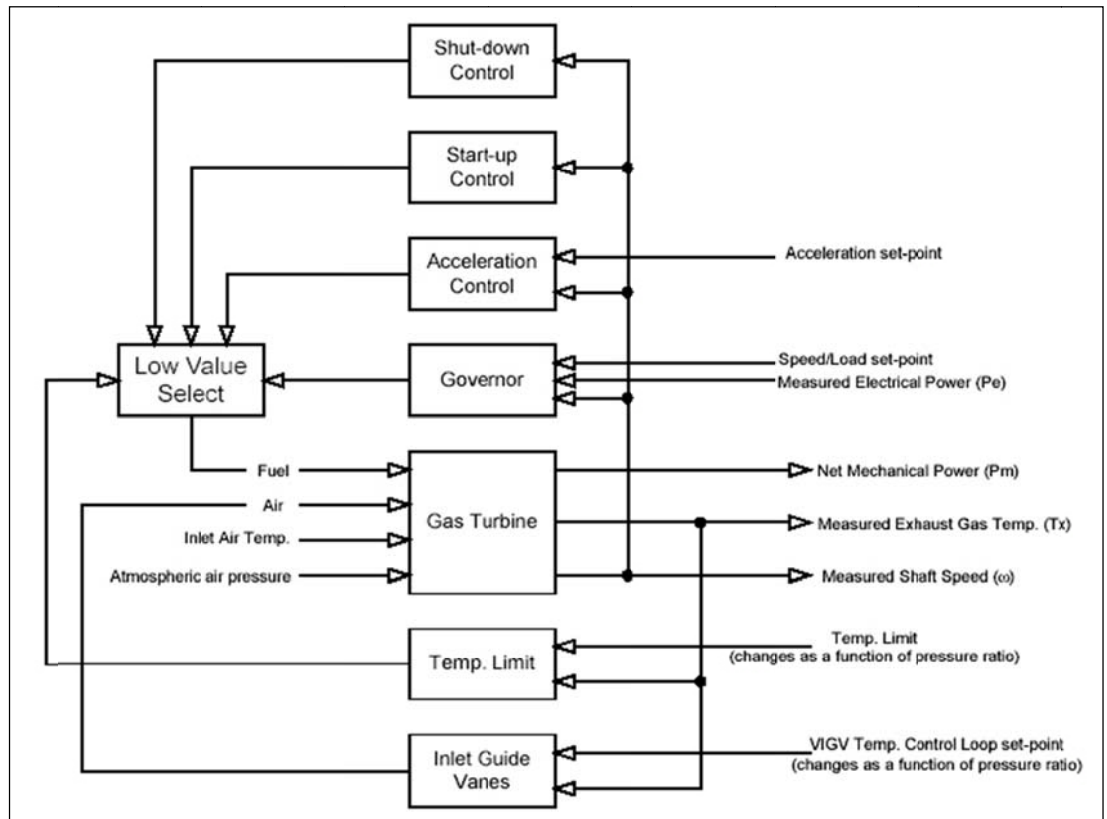 Shut-down
Control
Start-up
Control
Acceleration
Control
Acceleration set-point
Low Value
Select
Governor
Speed/Load set-point
Measured Electrical Power (Pe)
Fuel
Air
Inlet Air Temp.
Atmospheric air pressure
Gas Turbine
Net Mechanical Power (Pm)
Measured Exhaust Gas Temp. (Tx)
Measured Shaft Speed (ω)
Temp. Limit
Temp. Limit
(changes as a function of pressure ratio)
Inlet Guide
Vanes
VIGV Temp. Control Loop set-point
(changes as a function of pressure ratio)